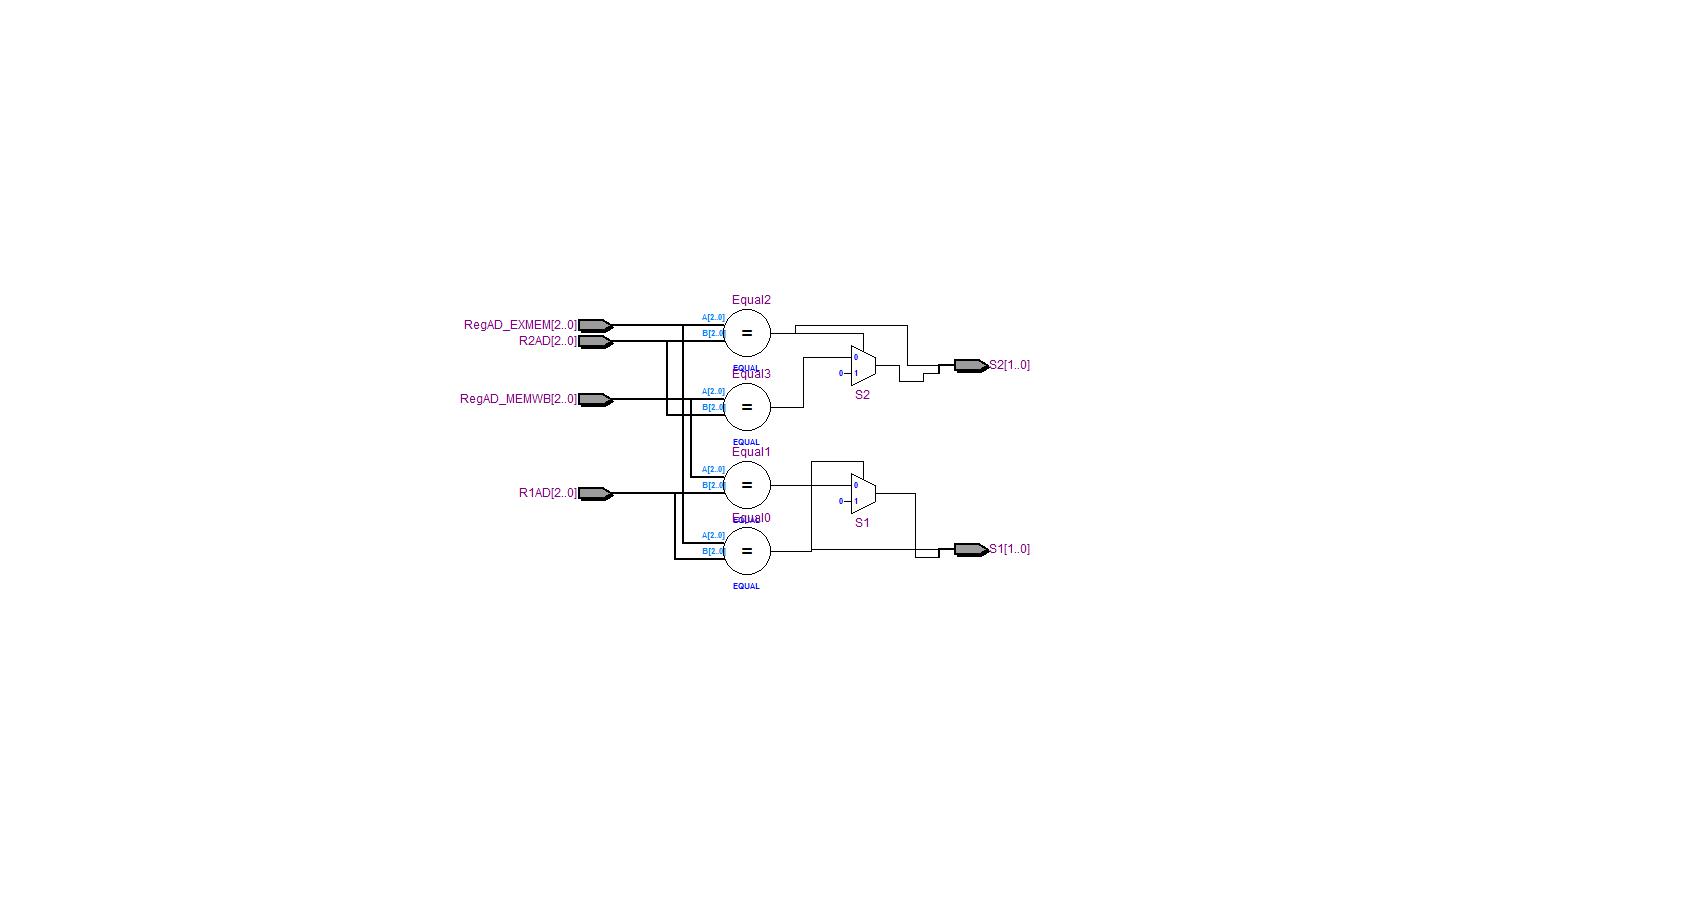 Equal2
RegAD_EXMEM[2..0]
A[2..0]
B[2..0]
=
R2AD[2..0]
EQUAL
S2[1..0]
0
0 1
S2
Equal3
RegAD_MEMWB[2..0]
A[2..0]
B[2..0]
=
EQUAL
Equal1
A[2..0]
B[2..0]
=
R1AD[2..0]
EQUAL
0
0 1
S1
Equal0
A[2..0]
B[2..0]
=
EQUAL
S1[1..0]